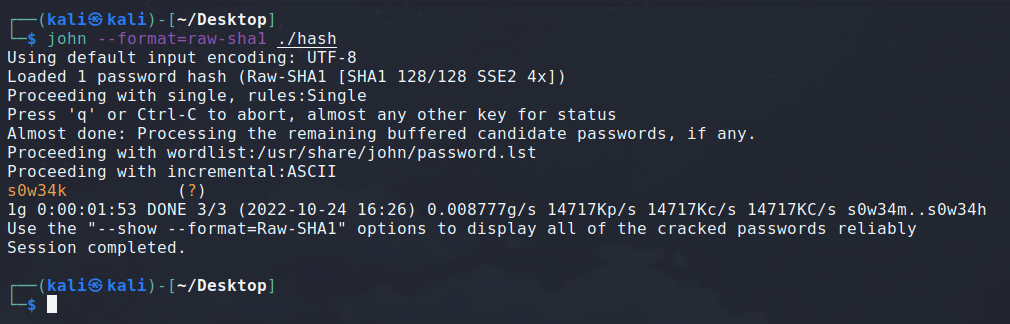 ┌──(kali㉿kali)-[~/Desktop]
└─$ john --format=raw-sha1 ./hash
Using default input encoding: UTF-8
Loaded 1 password hash (Raw-SHA1 [SHA1 128/128 SSE2 4x])
Proceeding with single, rules:Single
Press 'q' or Ctrl-C to abort, almost any other key for status
Almost done: Processing the remaining buffered candidate passwords, if any.
Proceeding with wordlist:/usr/share/john/password.lst
Proceeding with incremental:ASCII
s0w34k           (?)
1g 0:00:01:53 DONE 3/3 (2022-10-24 16:26) 0.008777g/s 14717Kp/s 14717Kc/s 14717KC/s s0w34m..s0w34h
Use the "--show --format=Raw-SHA1" options to display all of the cracked passwords reliably
Session completed.
┌──(kali㉿kali)-[~/Desktop]
└─$